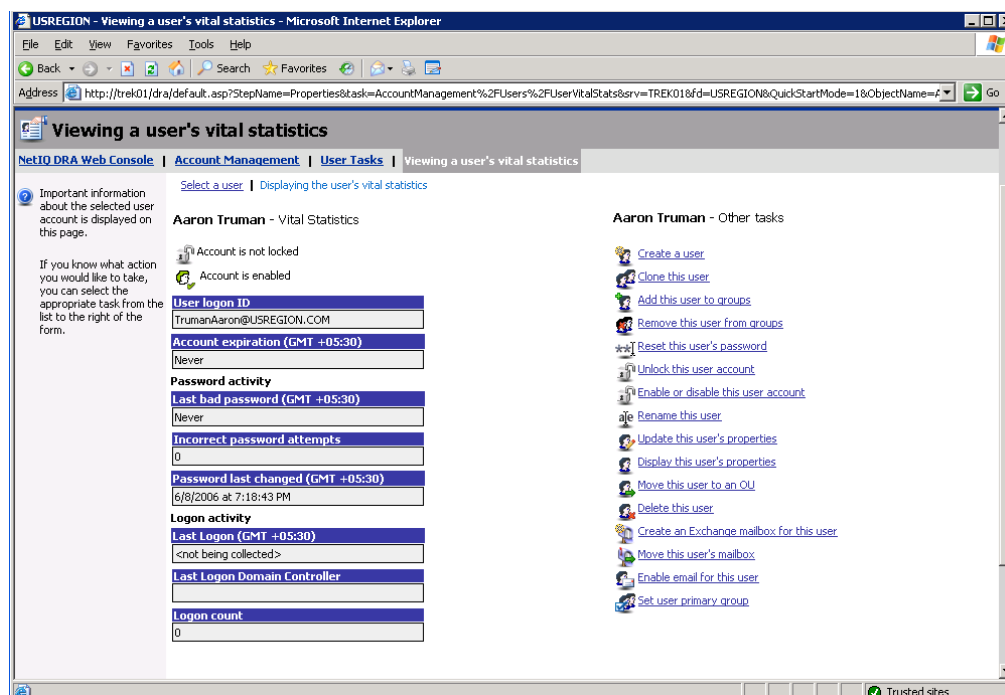 USREGION - Viewing a user's vital statistics - Microsoft Internet Explorer
File Edit View Favorites Tools Help
Back Search Favorites
Address http://trek01/dra/default.asp?StepName=Properties&task=AccountManagement%2FUsers%2FUserVitalStats&srv=TREK01&fd=USREGION&QuickStartMode=1&ObjectName= Go
Viewing a user's vital statistics
NetIQ DRA Web Console | Account Management | User Tasks | Viewing a user's vital statistics
Important information
about the selected user
account is displayed on
this page.
If you know what action
you would like to take,
you can select the
appropriate task from the
list to the right of the
form.
Select a user | Displaying the user's vital statistics
Aaron Truman - Vital Statistics
Account is not locked
Account is enabled
User logon ID
TrumanAaron@USREGION.COM
Account expiration (GMT +05:30)
Never
Password activity
Last bad password (GMT +05:30)
Never
Incorrect password attempts
0
Password last changed (GMT +05:30)
6/8/2006 at 7:18:43 PM
Logon activity
Last Logon (GMT +05:30)
<not being collected>
Last Logon Domain Controller
Logon count
0
Aaron Truman - Other tasks
Create a user
Clone this user
Add this user to groups
Remove this user from groups
Reset this user's password
Unlock this user account
Enable or disable this user account
Rename this user
Update this user's properties
Display this user's properties
Move this user to an OU
Delete this user
Create an Exchange mailbox for this user
Move this user's mailbox
Enable email for this user
Set user primary group
Trusted sites